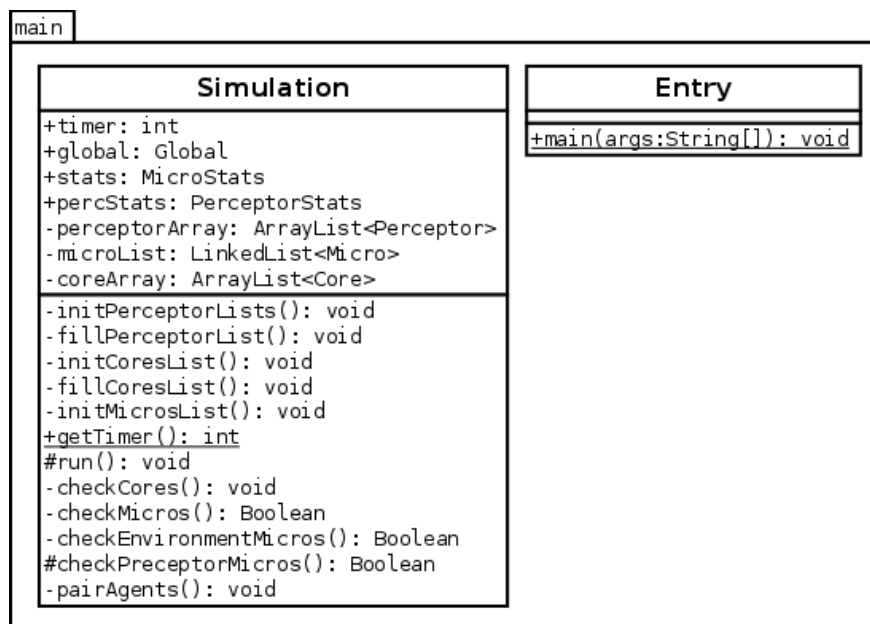 main
Simulation
+timer: int
+global: Global
+stats: MicroStats
+percStats: PerceptorStats
-perceptorArray: ArrayList<Perceptor>
-microList: LinkedList<Micro>
-coreArray: ArrayList<Core>
-initPerceptorLists(): void
-fillPerceptorList(): void
-initCoresList(): void
-fillCoresList(): void
-initMicrosList(): void
+getTimer(): int
#run(): void
-checkCores(): void
-checkMicros(): Boolean
-checkEnvironmentMicros(): Boolean
#checkPreceptorMicros(): Boolean
-pairAgents(): void
Entry
+main(args:String[]): void